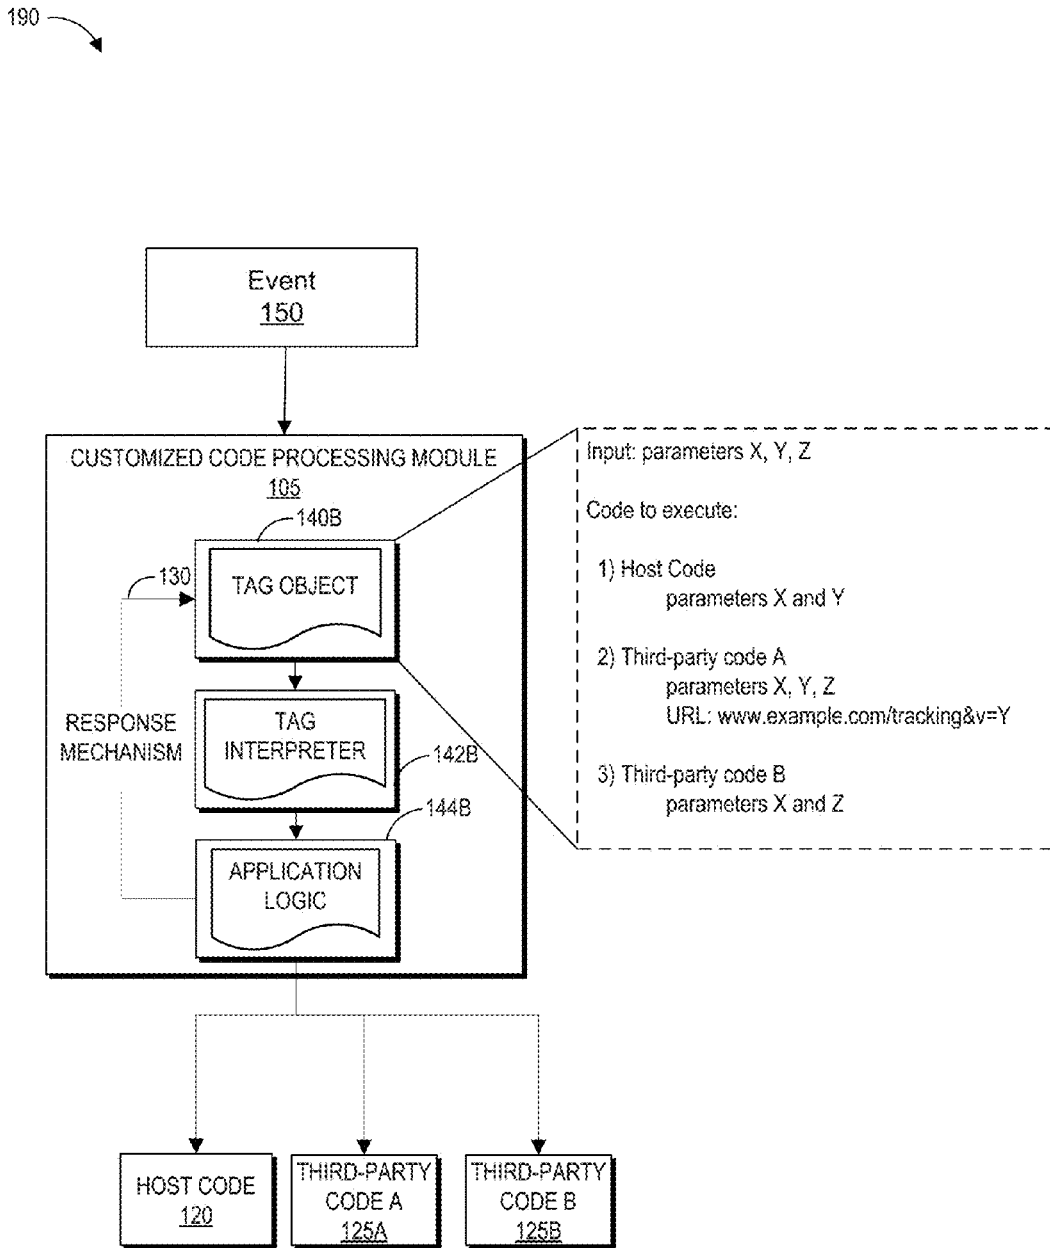 190
Event
150
CUSTOMIZED CODE PROCESSING MODULE
105
140B
130
TAG OBJECT
RESPONSE
MECHANISM
TAG
INTERPRETER
142B
144B
APPLICATION
LOGIC
Input: parameters X, Y, Z
Code to execute:
1) Host Code
parameters X and Y
2) Third-party code A
parameters X, Y, Z
URL: www.example.com/tracking&v=Y
3) Third-party code B
parameters X and Z
HOST CODE
120
THIRD-PARTY
CODE A
125A
THIRD-PARTY
CODE B
125B